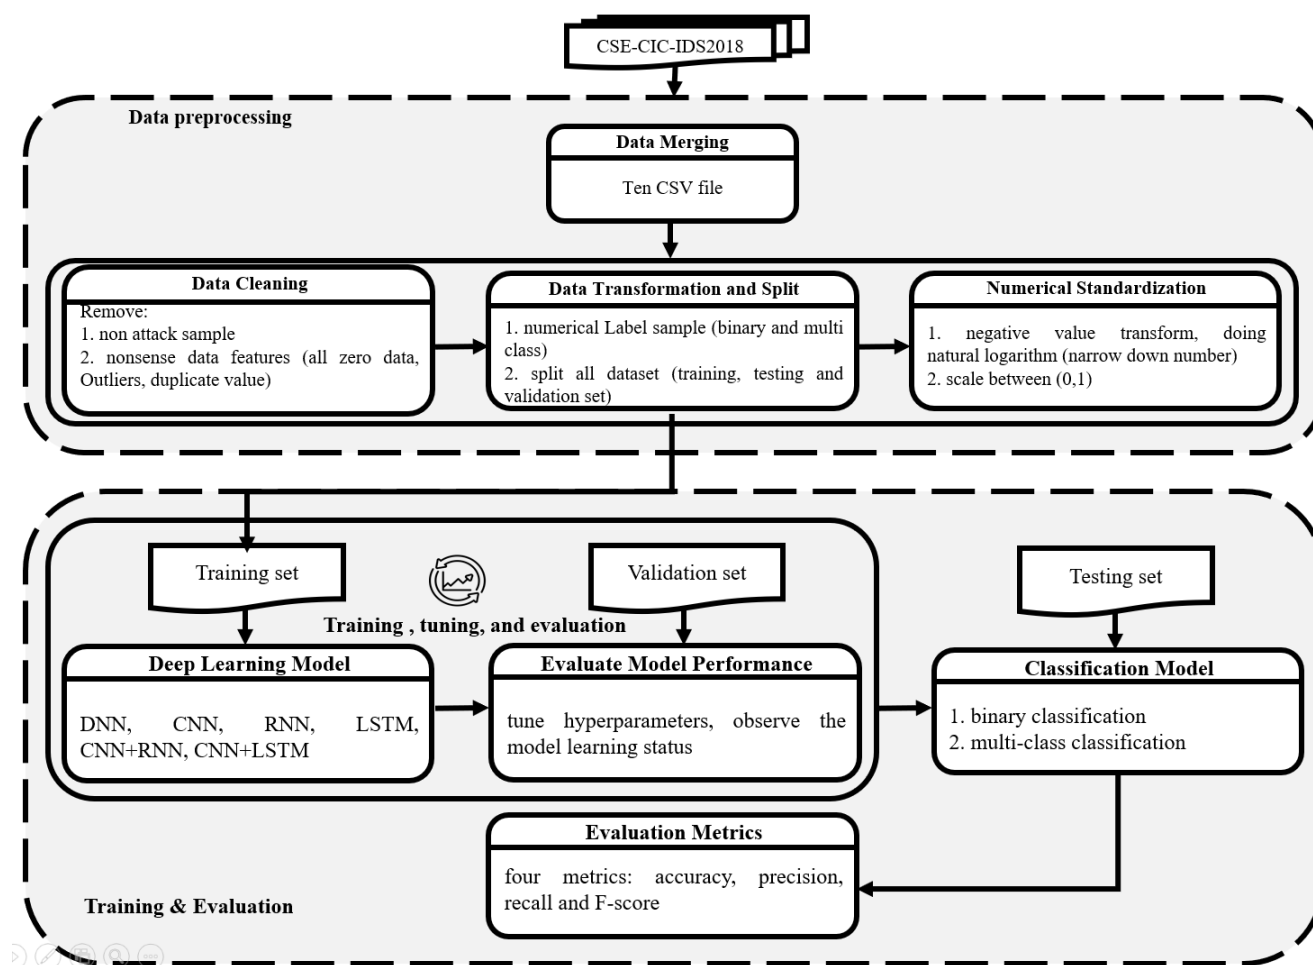 CSE-CIC-IDS2018
Data preprocessing
Data Merging
Ten CSV file
Data Cleaning
Remove:
1. non attack sample
2. nonsense data features (all zero data,
Outliers, duplicate value)
Data Transformation and Split
1. numerical Label sample (binary and multi
class)
2. split all dataset (training, testing and
validation set)
Numerical Standardization
1. negative value transform, doing
natural logarithm (narrow down number)
2. scale between (0,1)
Training set
Validation set
Testing set
Training , tuning, and evaluation
Deep Learning Model
DNN, CNN, RNN, LSTM,
CNN+RNN, CNN+LSTM
Evaluate Model Performance
tune hyperparameters, observe the
model learning status
Classification Model
1. binary classification
2. multi-class classification
Evaluation Metrics
four metrics: accuracy, precision,
recall and F-score
Training & Evaluation